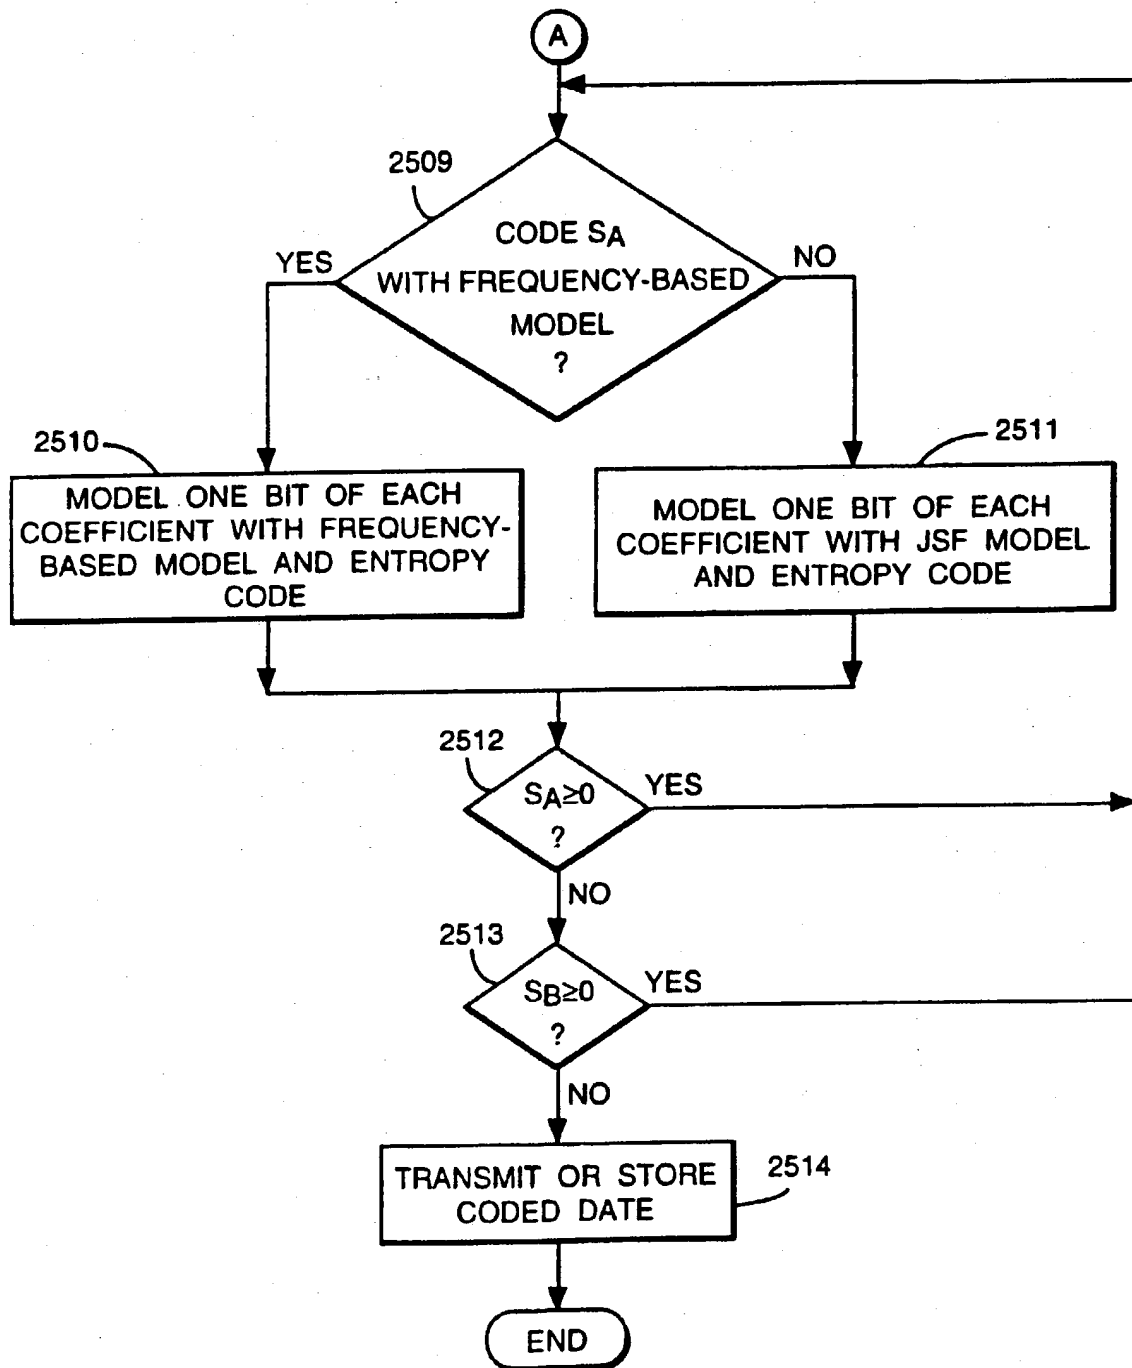 A
2509
CODE SA
WITH FREQUENCY-BASED
MODEL
?
YES
NO
2510
MODEL ONE BIT OF EACH
COEFFICIENT WITH FREQUENCY-
BASED MODEL AND ENTROPY
CODE
2511
MODEL ONE BIT OF EACH
COEFFICIENT WITH JSF MODEL
AND ENTROPY CODE
2512
SA≥0
?
YES
NO
2513
SB≥0
?
YES
NO
TRANSMIT OR STORE
CODED DATE
2514
END